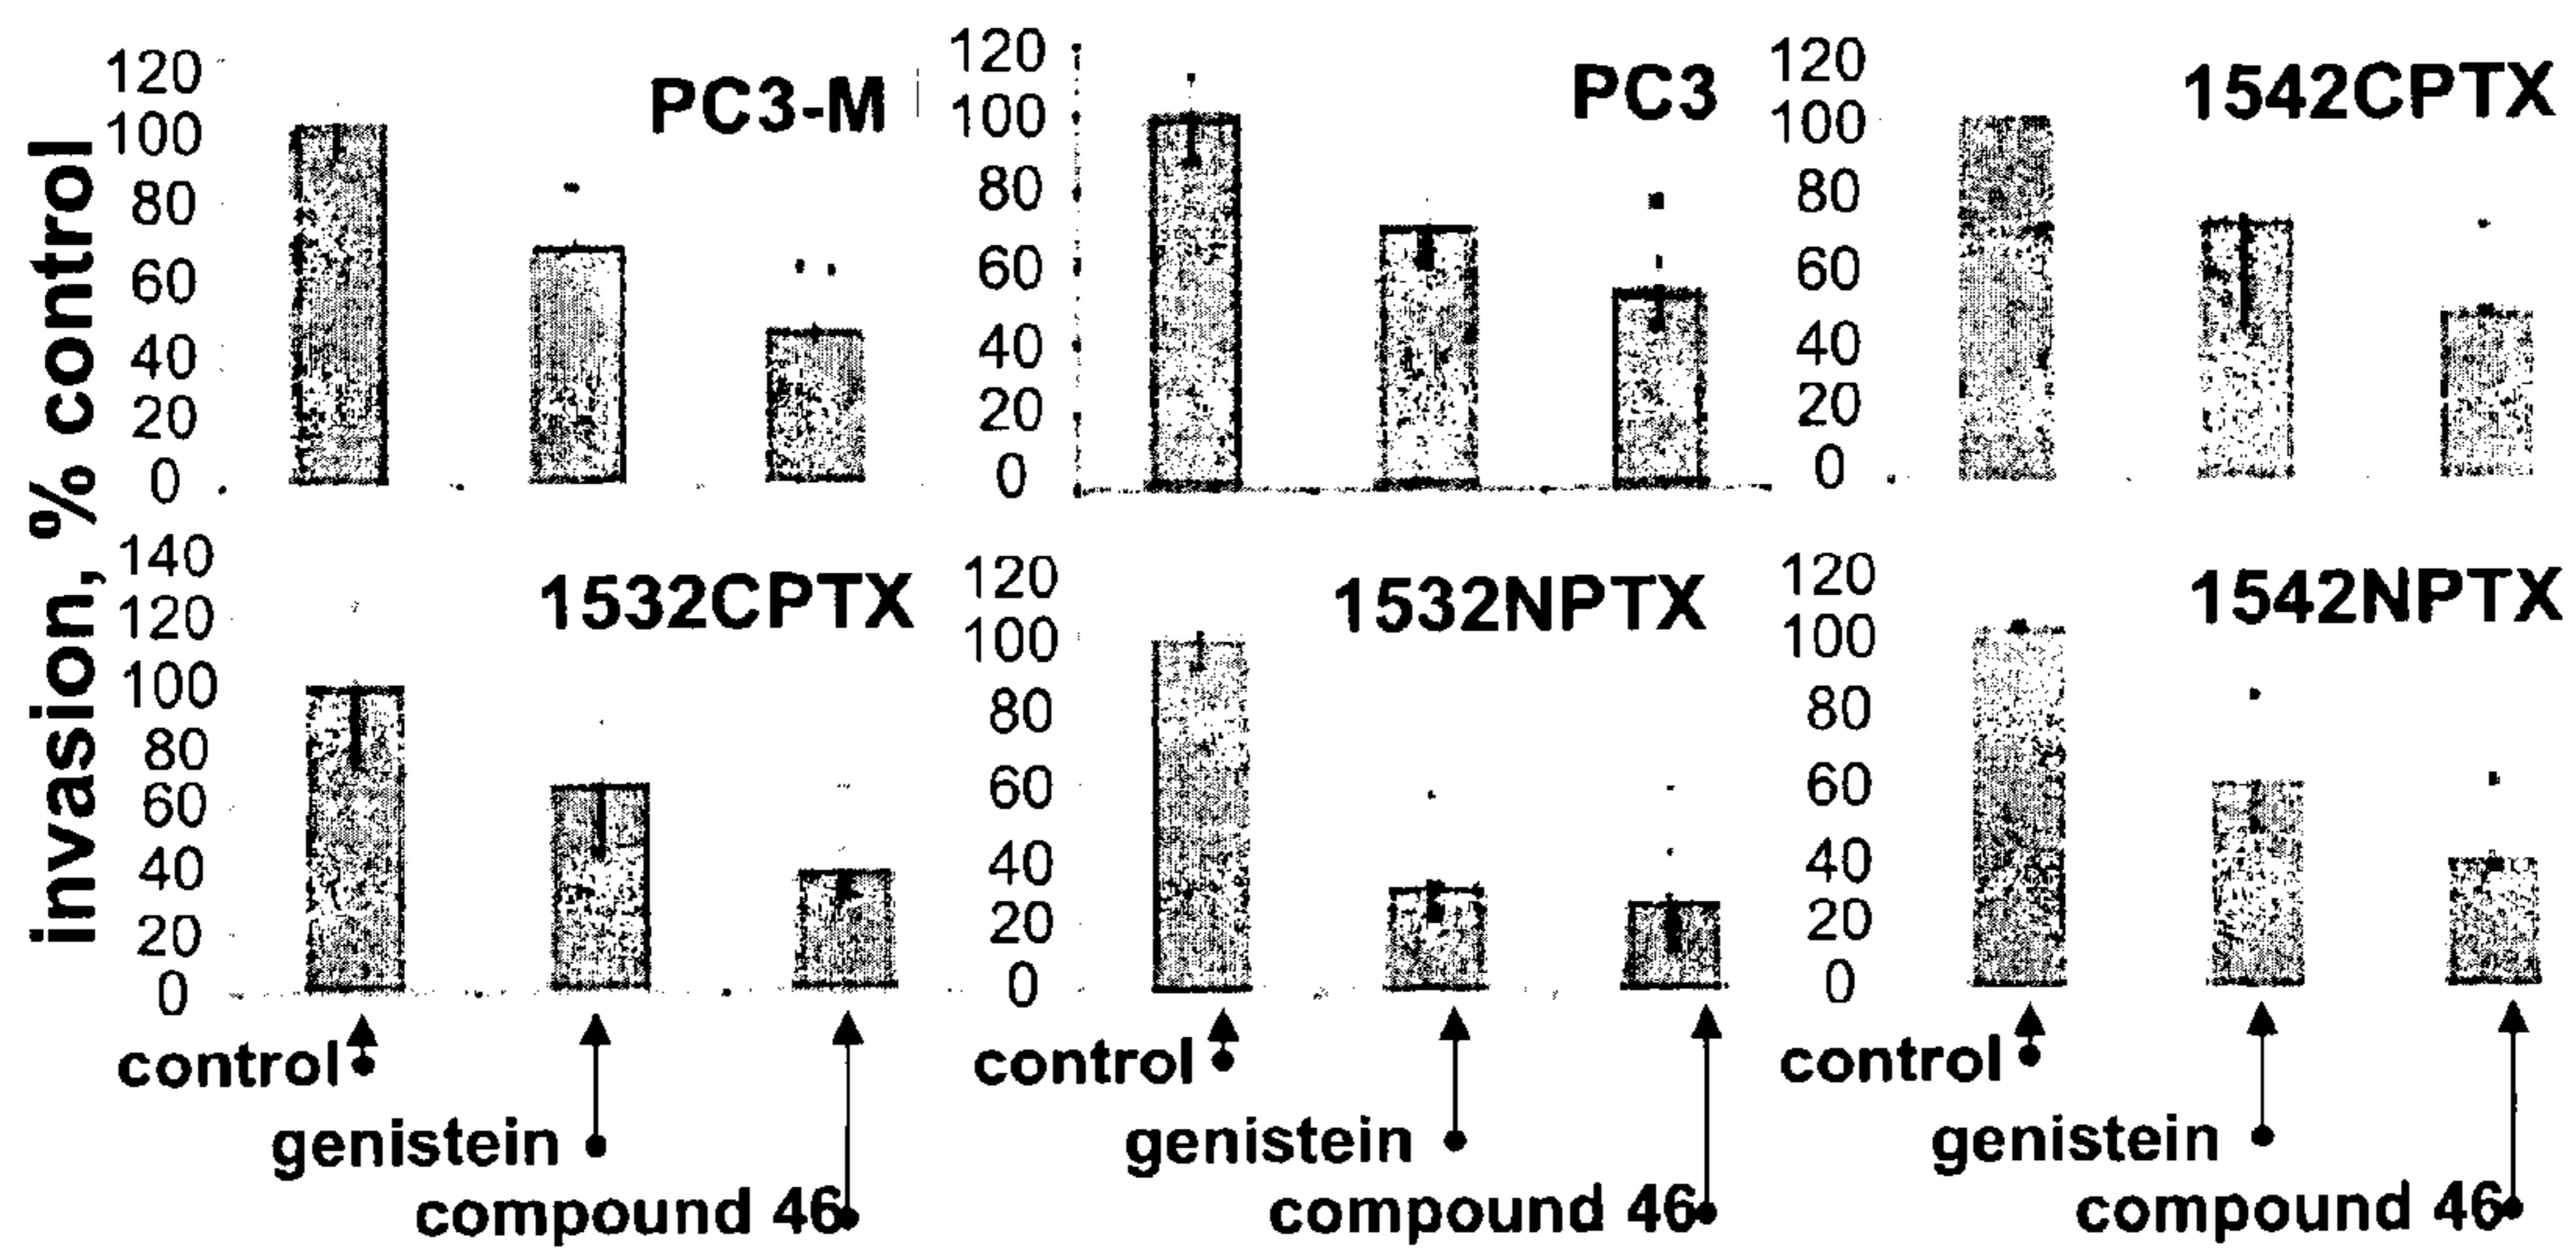 invasion, % control
PC3-M
120
100
80
60
40
20
0
PC3
120
100
80
60
40
20
0
1542CPTX
120
100
80
60
40
20
0
1532CPTX
140
120
100
80
60
40
20
0
1532NPTX
120
100
80
60
40
20
0
1542NPTX
120
100
80
60
40
20
0
control
genistein
compound 46
control
genistein
compound 46
control
genistein
compound 46